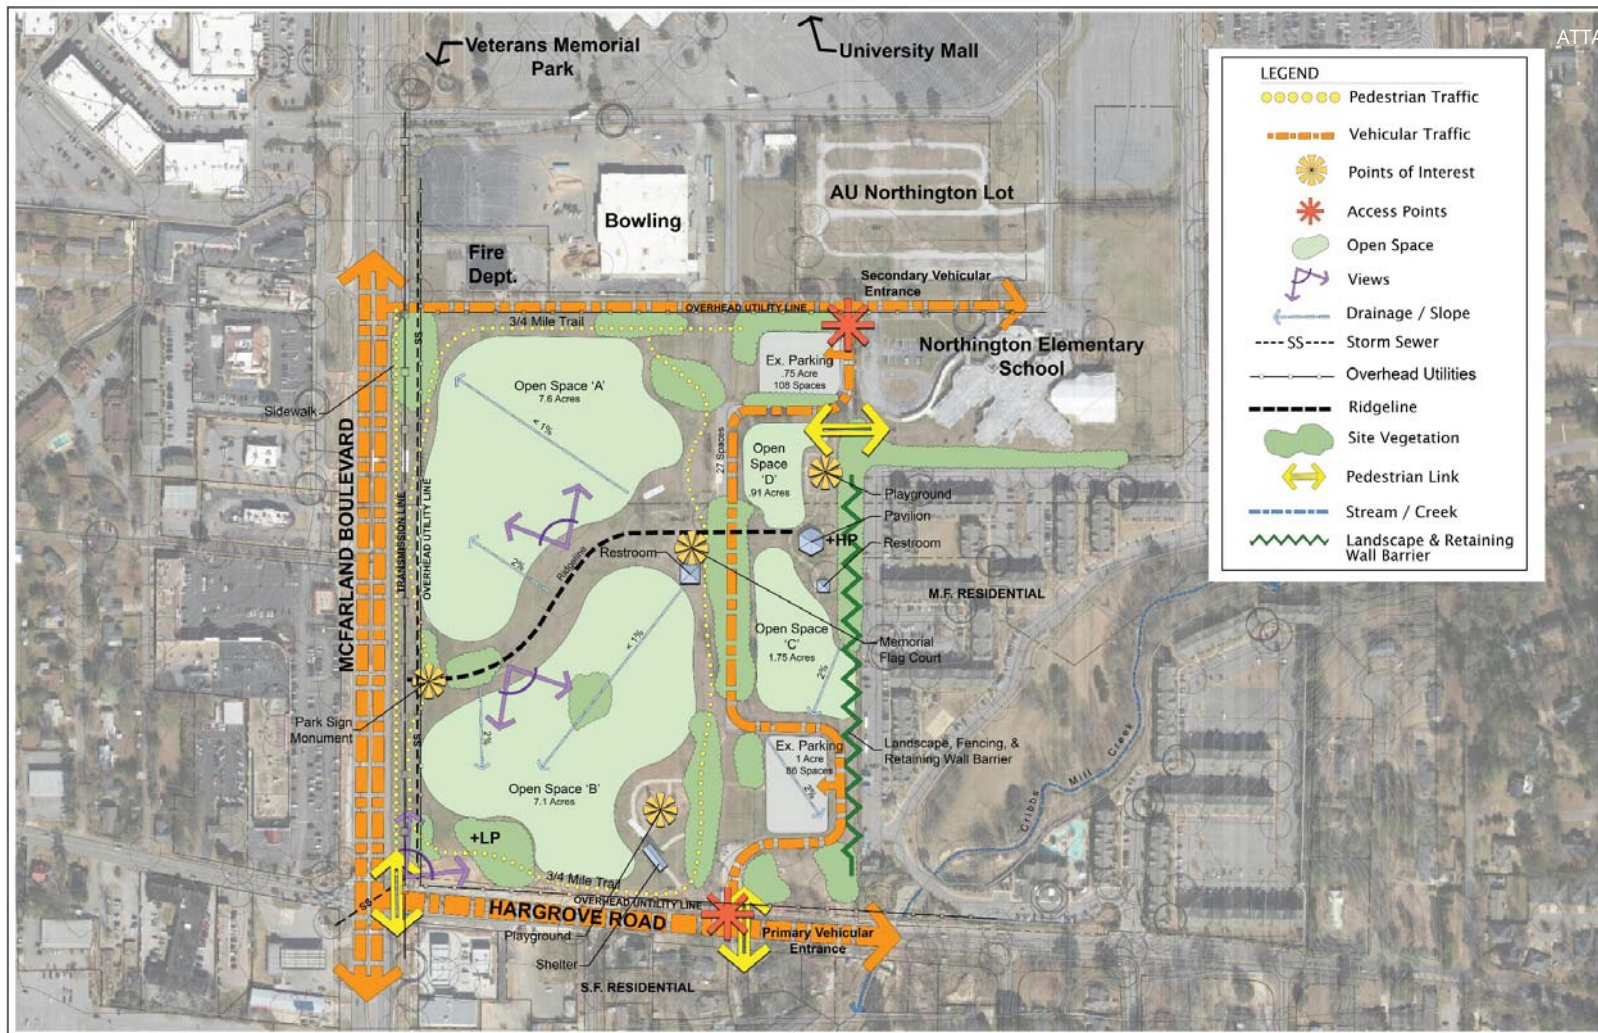 ATTA
Veterans Memorial
Park
University Mall
LEGEND
Pedestrian Traffic
Vehicular Traffic
Points of Interest
Access Points
Open Space
Views
Drainage / Slope
SS
Storm Sewer
Overhead Utilities
Ridgeline
Site Vegetation
Pedestrian Link
Stream / Creek
Landscape & Retaining
Wall Barrier
AU Northington Lot
Bowling
Fire
Dept.
Secondary Vehicular
Entrance
OVERHEAD UTILITY LINE
3/4 Mile Trail
SS
Northington Elementary
School
Ex. Parking
.75 Acre
108 Spaces
Open Space 'A'
7.6 Acres
Sidewalk
< 1%
MCFARLAND BOULEVARD
TRANSMISSION LINE
OVERHEAD UTILITY LINE
27 Spaces
Open
Space
'D'
.91 Acres
Playground
Pavilion
+HP
Restroom
Restroom
Ridgeline
2%
M.F. RESIDENTIAL
< 1%
Open Space
'C'
1.75 Acres
2%
Memorial
Flag Court
Park Sign
Monument
SS
2%
Ex. Parking
1 Acre
86 Spaces
2%
Landscape, Fencing, &
Retaining Wall Barrier
Cribbs Mill Creek
Open Space 'B'
7.1 Acres
+LP
3/4 Mile Trail
OVERHEAD UNTILITY LINE
SS
HARGROVE ROAD
Primary Vehicular
Entrance
Playground
Shelter
S.F. RESIDENTIAL